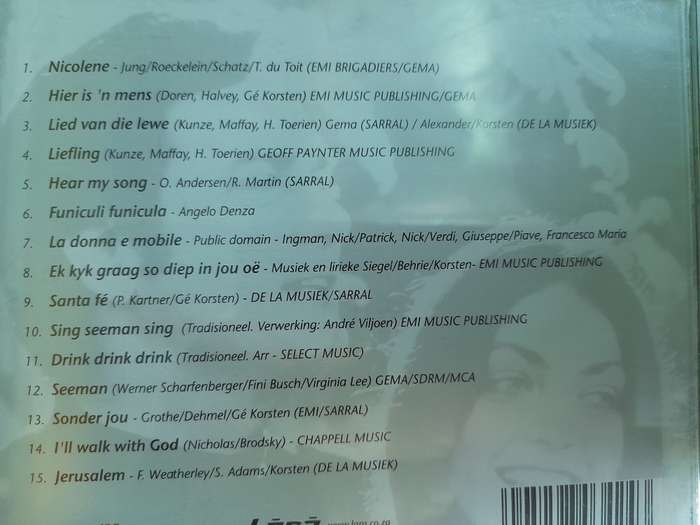 1. Nicolene - Jung/Roeckelein/Schatz/T. du Toit (EMI BRIGADIERS/GEMA)
2. Hier is 'n mens (Doren, Halvey, Gé Korsten) EMI MUSIC PUBLISHING/GEMA
3. Lied van die lewe (Kunze, Maffay, H. Toerien) Gema (SARRAL) / Alexander/Korsten (DE LA MUSIEK)
4. Liefling (Kunze, Maffay, H. Toerien) GEOFF PAYNTER MUSIC PUBLISHING
5. Hear my song - O. Andersen/R. Martin (SARRAL)
6. Funiculi funicula - Angelo Denza
7. La donna e mobile - Public domain - Ingman, Nick/Patrick, Nick/Verdi, Giuseppe/Piave, Francesco Maria
8. Ek kyk graag so diep in jou oë - Musiek en lirieke Siegel/Behrie/Korsten- EMI MUSIC PUBLISHING
9. Santa fé (P. Kartner/Gé Korsten) - DE LA MUSIEK/SARRAL
10. Sing seeman sing (Tradisioneel. Verwerking: André Viljoen) EMI MUSIC PUBLISHING
11. Drink drink drink (Tradisioneel. Arr - SELECT MUSIC)
12. Seeman (Werner Scharfenberger/Fini Busch/Virginia Lee) GEMA/SDRM/MCA
13. Sonder jou - Grothe/Dehmel/Gé Korsten (EMI/SARRAL)
14. I'll walk with God (Nicholas/Brodsky) - CHAPPELL MUSIC
15. Jerusalem - F. Weatherley/S. Adams/Korsten (DE LA MUSIEK)